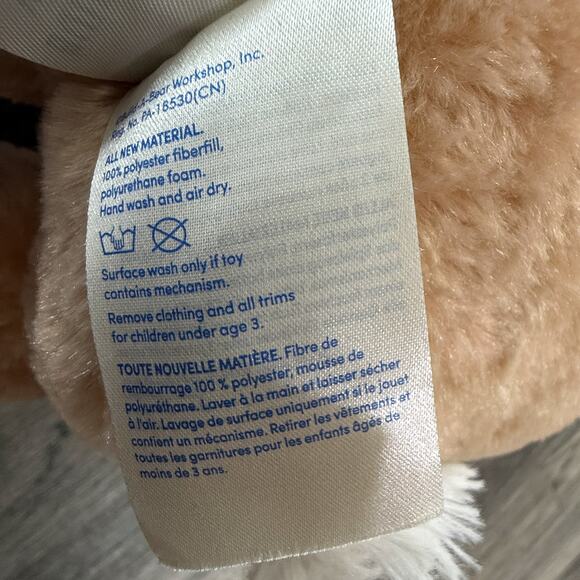 Build-A-Bear Workshop, Inc.
Reg. No. PA-18530(CN)
ALL NEW MATERIAL.
100% polyester fiberfill,
polyurethane foam.
Hand wash and air dry.
Surface wash only if toy
contains mechanism.
Remove clothing and all trims
for children under age 3.
TOUTE NOUVELLE MATIÈRE. Fibre de
rembourrage 100 % polyester, mousse de
polyuréthane. Laver à la main et laisser sécher
à l'air. Lavage de surface uniquement si le jouet
contient un mécanisme. Retirer les vêtements et
toutes les garnitures pour les enfants âgés de
moins de 3 ans.